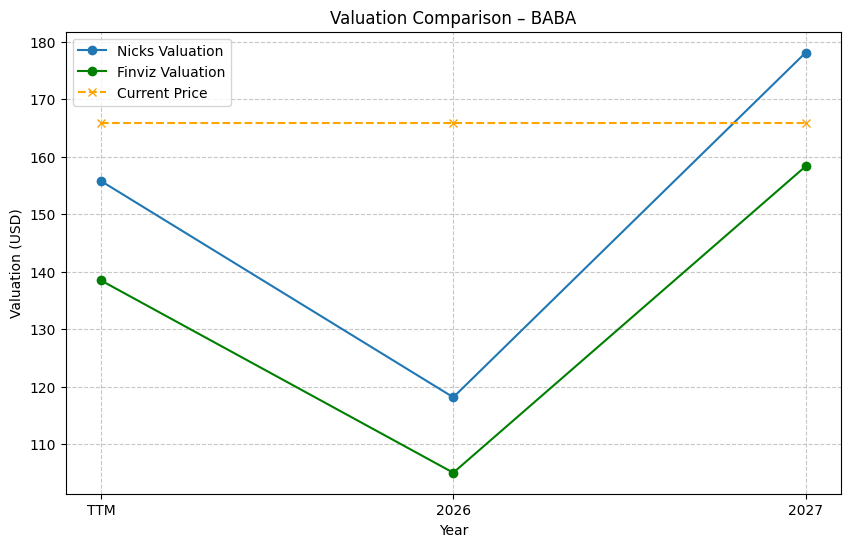 Valuation Comparison – BABA
Nicks Valuation
Finviz Valuation
Current Price
Valuation (USD)
180
170
160
150
140
130
120
110
TTM
2026
2027
Year